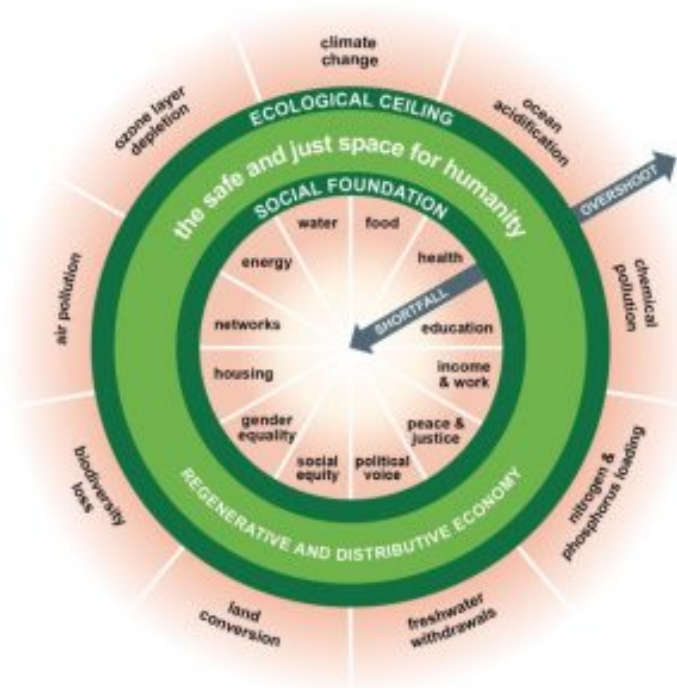 climate
change
ocean
acidification
OVERSHOOT
chemical
pollution
nitrogen &
phosphorus loading
freshwater
withdrawals
land
conversion
biodiversity
loss
air pollution
ozone layer
depletion
ECOLOGICAL CEILING
the safe and just space for humanity
SOCIAL FOUNDATION
water
food
health
SHORTFALL
education
income
& work
peace &
justice
political
voice
social
equity
gender
equality
housing
networks
energy
REGENERATIVE AND DISTRIBUTIVE ECONOMY